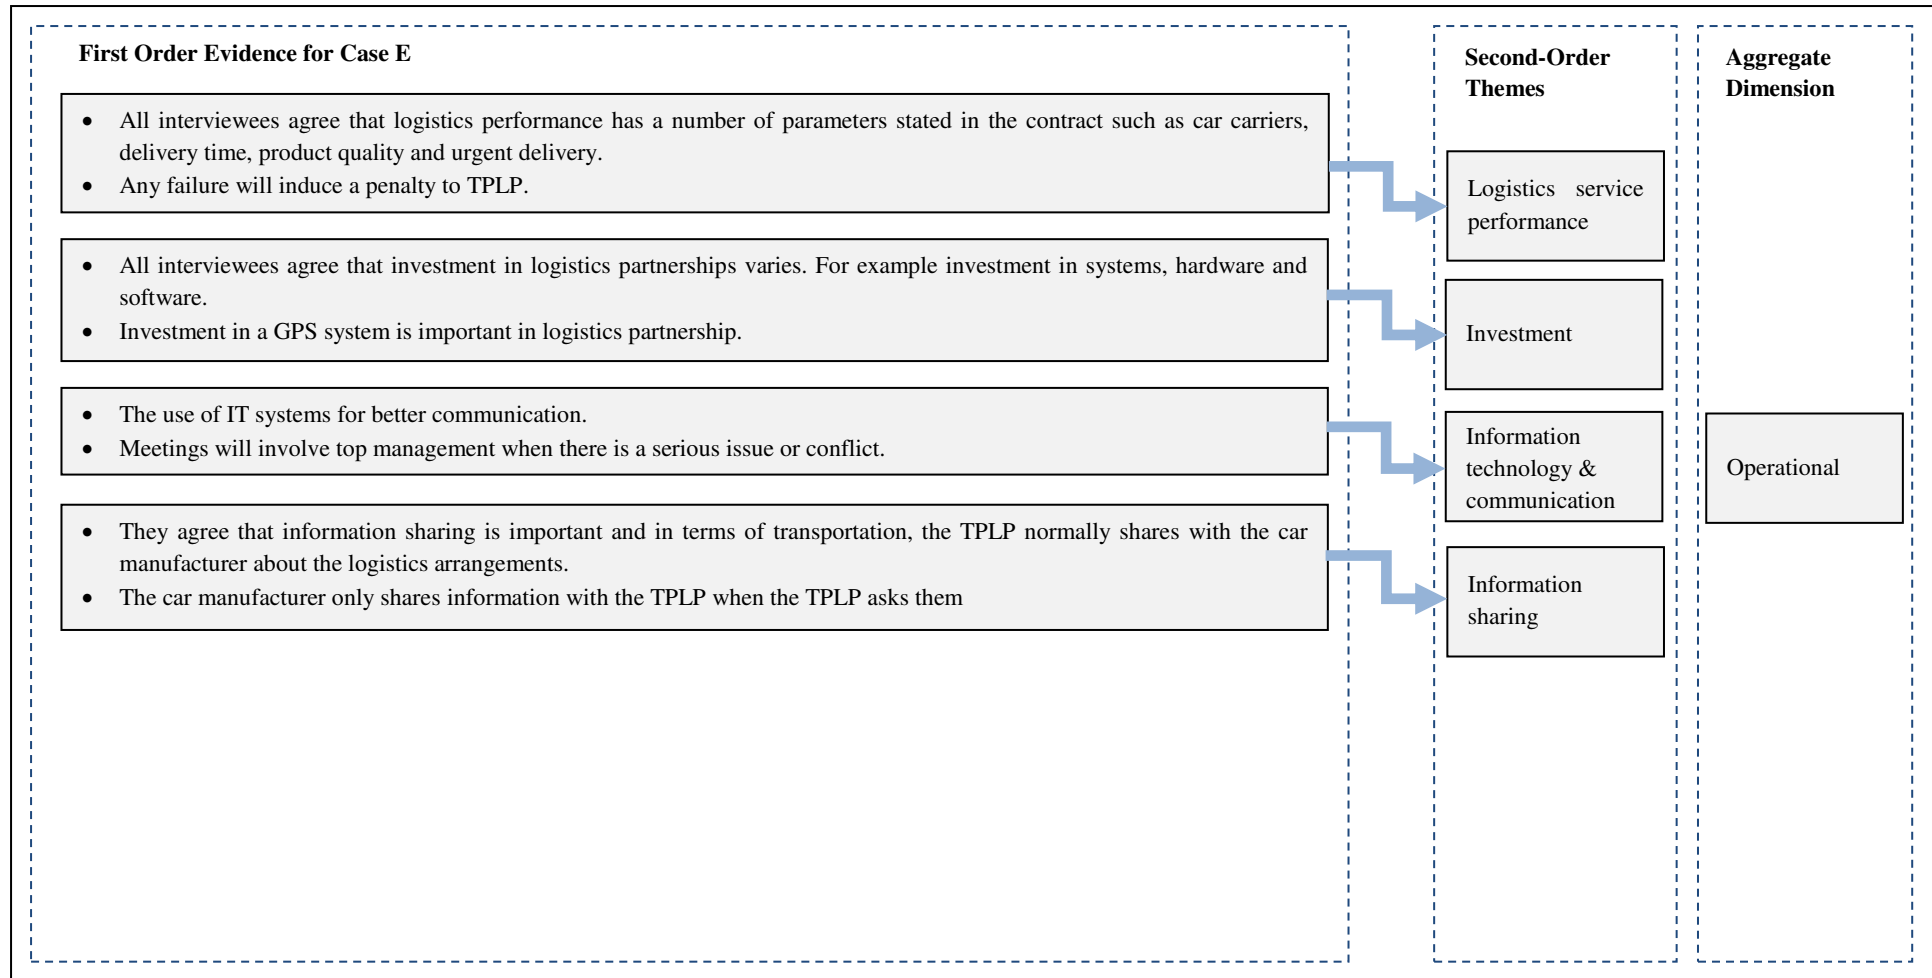 First Order Evidence for Case E
• All interviewees agree that logistics performance has a number of parameters stated in the contract such as car carriers,
delivery time, product quality and urgent delivery.
• Any failure will induce a penalty to TPLP.
• All interviewees agree that investment in logistics partnerships varies. For example investment in systems, hardware and
software.
• Investment in a GPS system is important in logistics partnership.
• The use of IT systems for better communication.
• Meetings will involve top management when there is a serious issue or conflict.
• They agree that information sharing is important and in terms of transportation, the TPLP normally shares with the car
manufacturer about the logistics arrangements.
• The car manufacturer only shares information with the TPLP when the TPLP asks them
Second-Order
Themes
Logistics service
performance
Investment
Information
technology &
communication
Information
sharing
Aggregate
Dimension
Operational